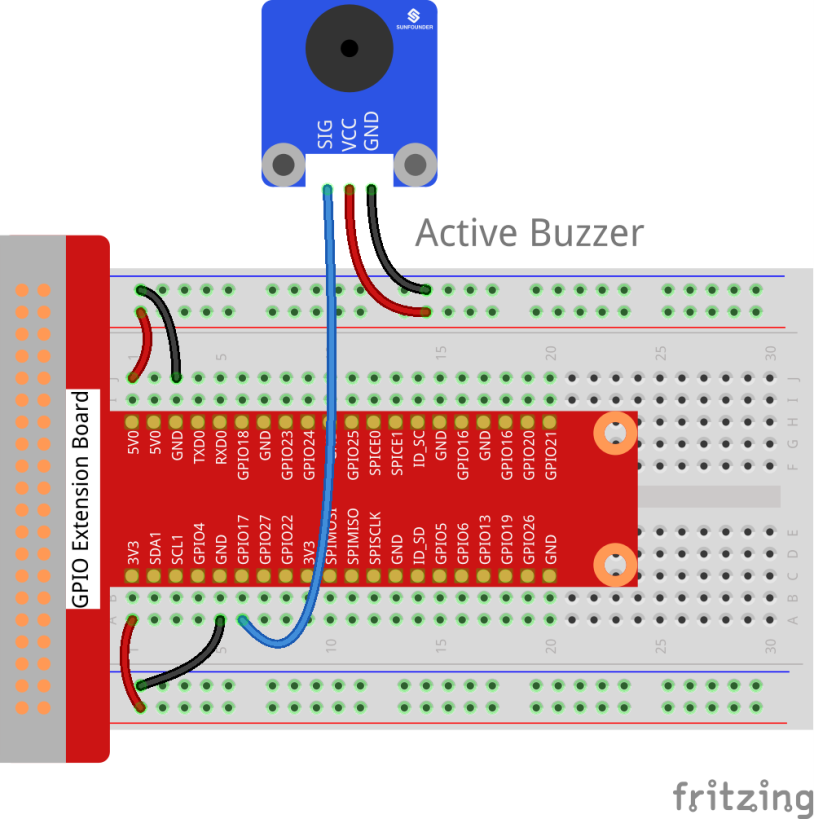 SUNFOUNDER
SIG
VCC
GND
Active Buzzer
GPIO Extension Board
1
5
15
20
25
30
J
I
H
G
F
5V0
5V0
GND
TXD0
RXD0
GPIO18
GND
GPIO23
GPIO24
GPIO25
SPICE0
SPICE1
ID_SC
GND
GPIO16
GND
GPIO16
GPIO20
GPIO21
3V3
SDA1
SCL1
GPIO4
GND
GPIO17
GPIO27
GPIO22
3V3
SPIMOSI
SPIMISO
SPISCLK
GND
ID_SD
GPIO5
GPIO6
GPIO13
GPIO19
GPIO26
GND
E
D
C
B
A
B
A
1
5
10
15
20
25
30
J
fritzing